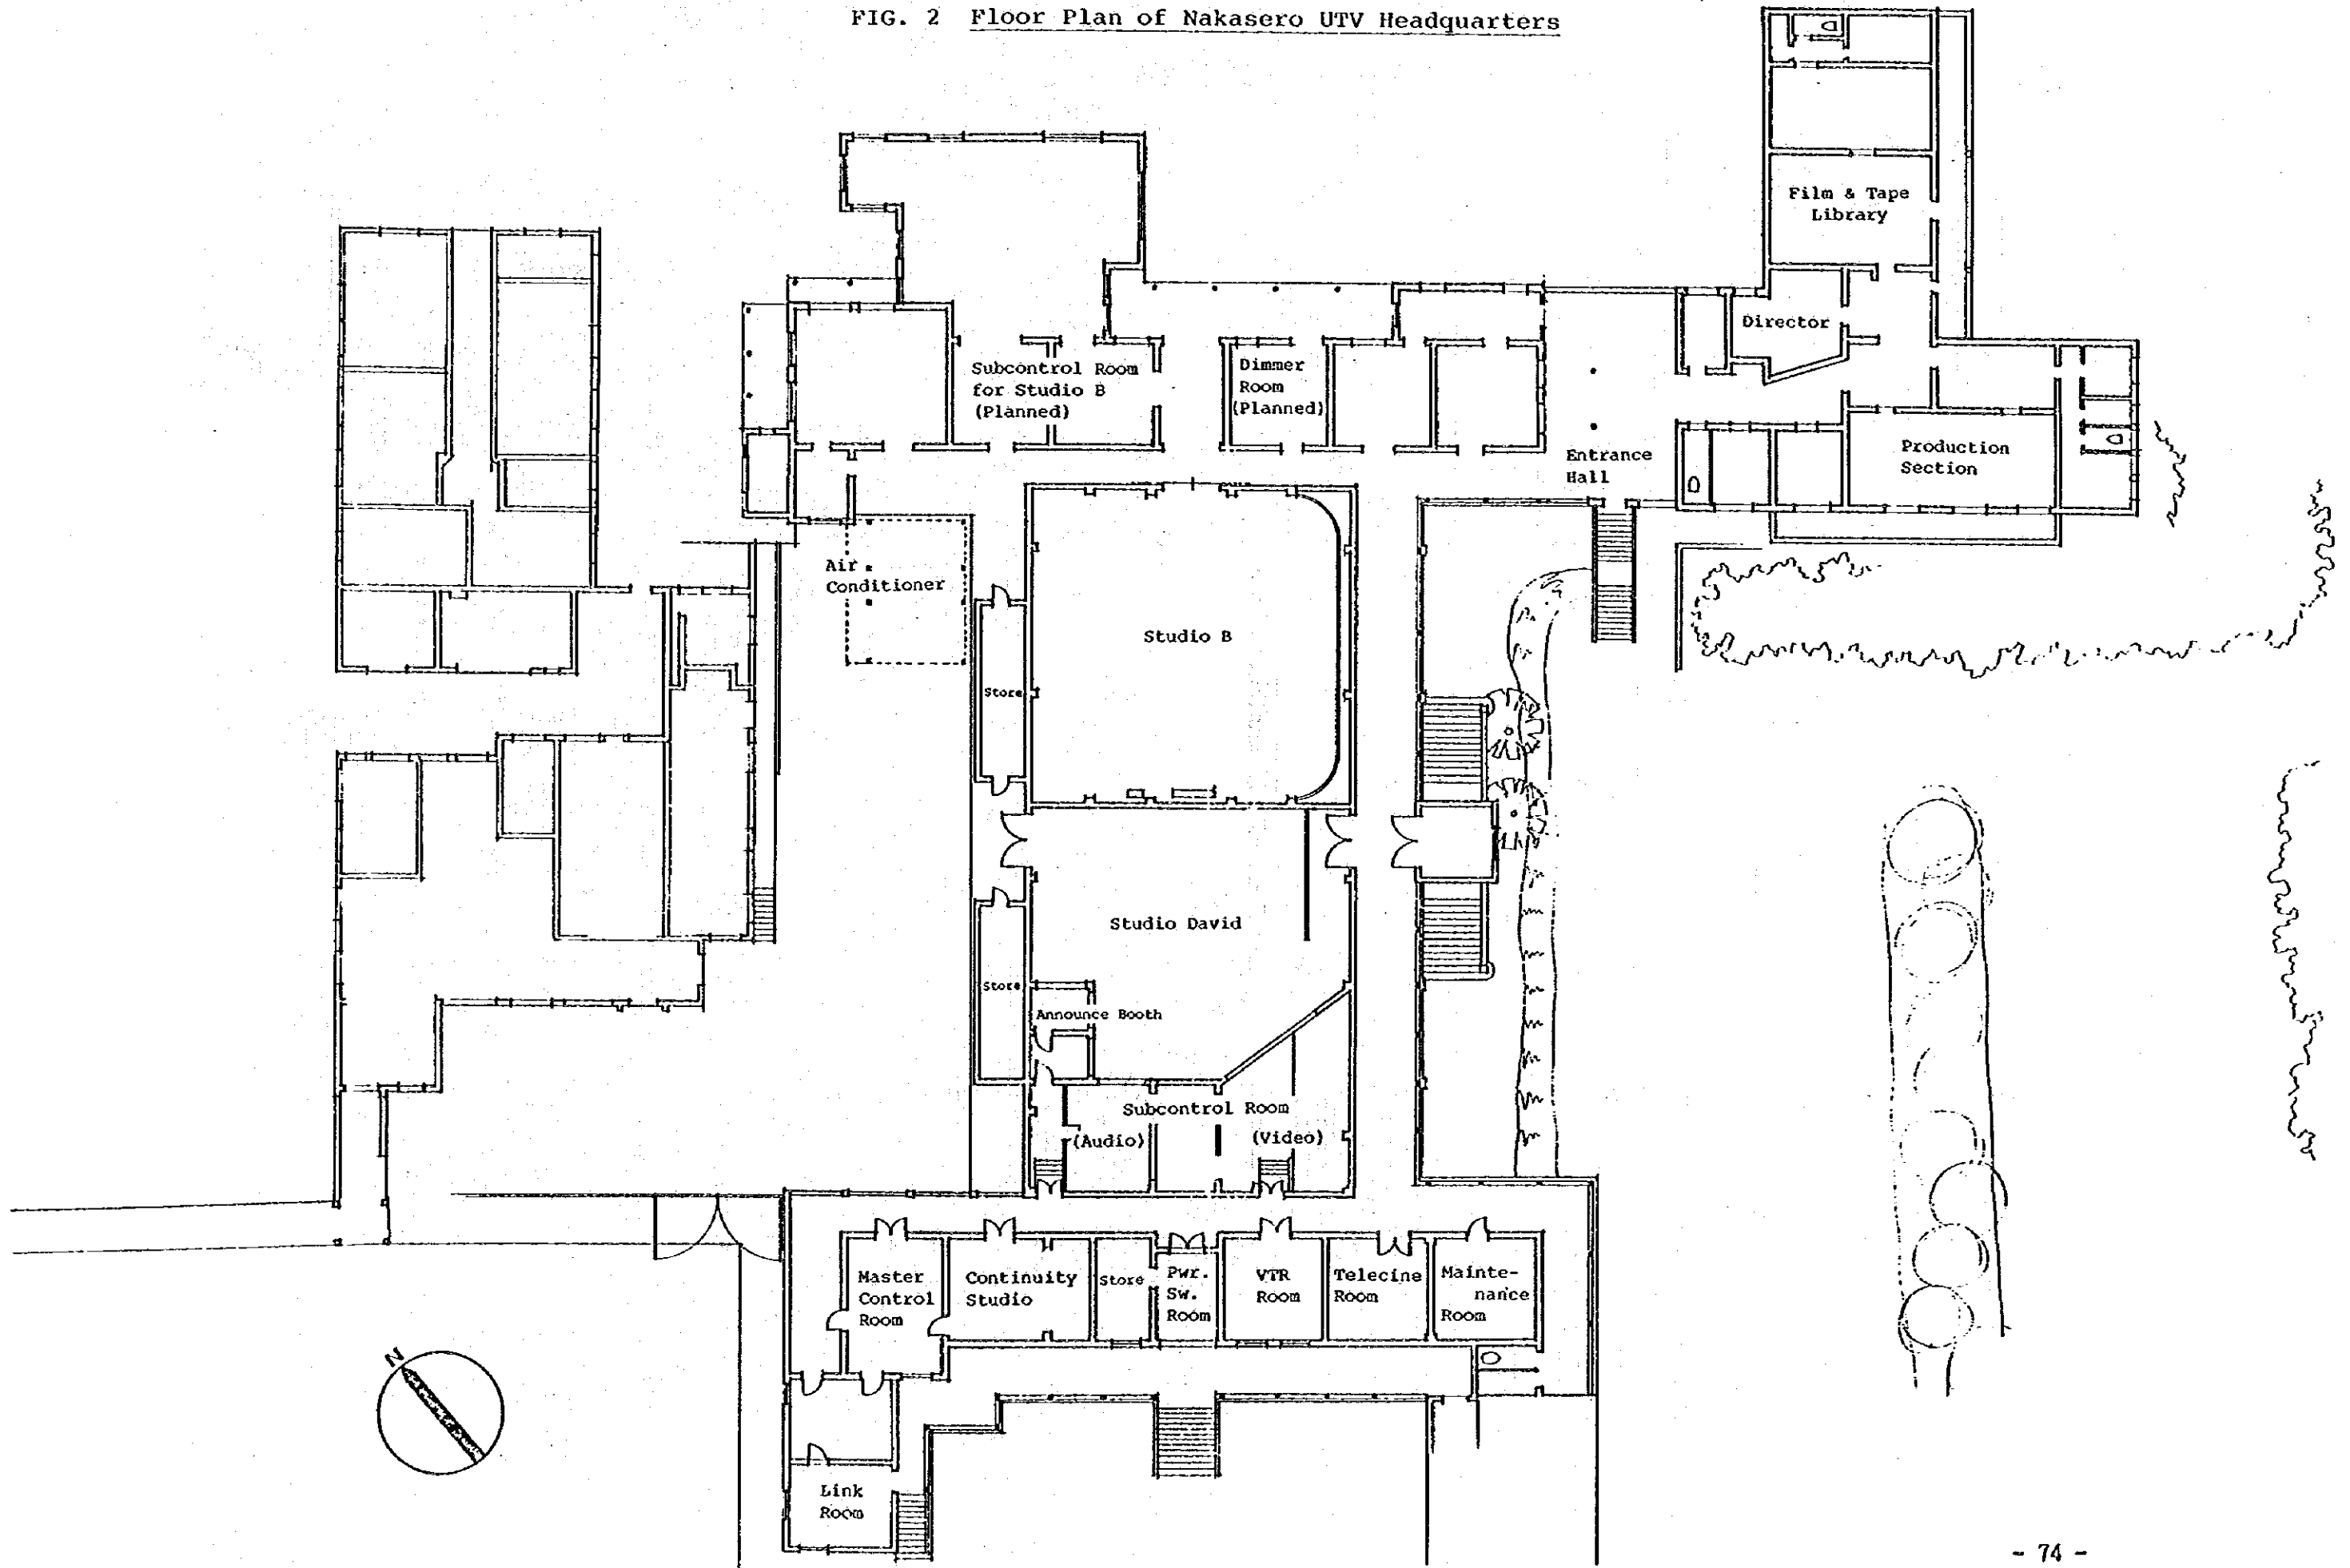 FIG. 2 Floor Plan of Nakasero UTV Headquarters
Film & Tape
Library
Director
Subcontrol Room
for Studio B
(Planned)
Dimmer
Room
(Planned)
Entrance
Hall
Production
Section
Air
Conditioner
Studio B
Store
Studio David
Store
Announce Booth
Subcontrol Room
(Audio)
(Video)
Master
Control
Room
Continuity
Studio
Store
Pwr.
Sw.
Room
VTR
Room
Telecine
Room
Mainte-
nance
Room
N
Link
Room
- 74 -